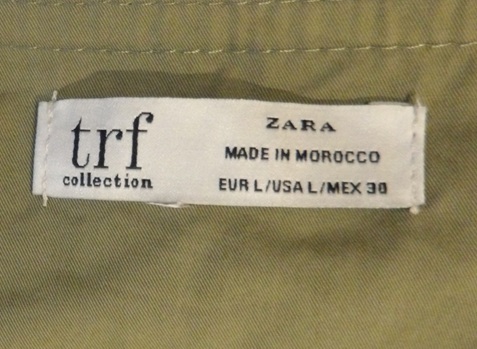 trf
collection
ZARA
MADE IN MOROCCO
EUR L/USA L/MEX 30